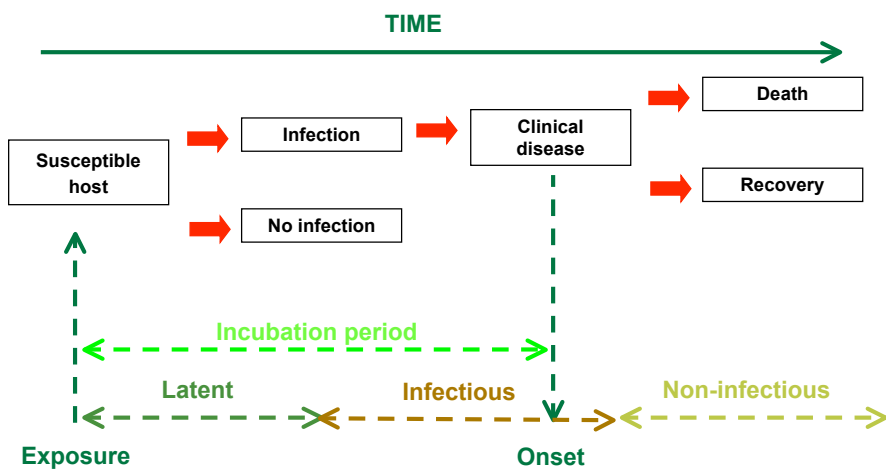 TIME
Death
Infection
Clinical
disease
Susceptible
host
Recovery
No infection
Incubation period
Latent
Infectious
Non-infectious
Exposure
Onset